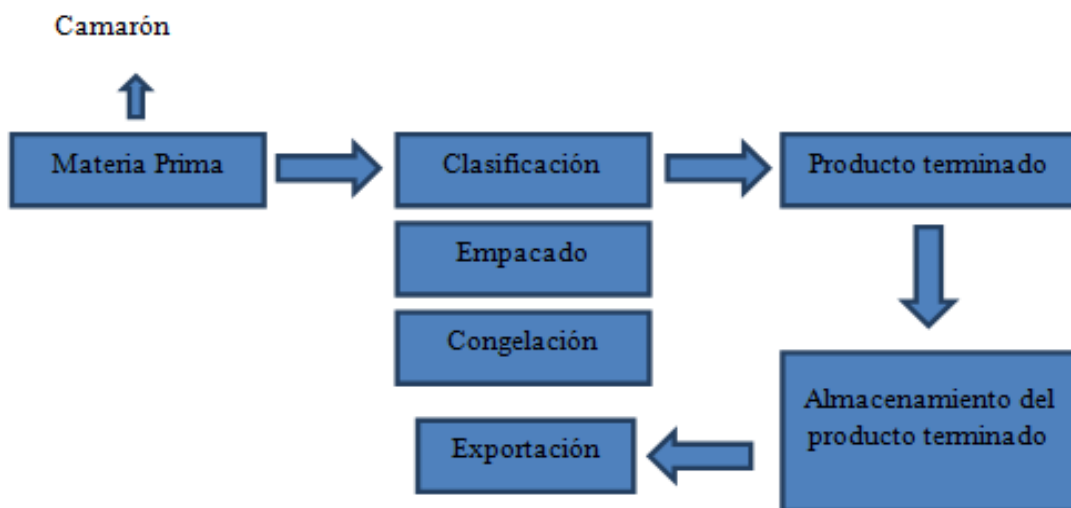 Camarón
Materia Prima
Clasificación
Producto terminado
Empacado
Congelación
Almacenamiento del
producto terminado
Exportación